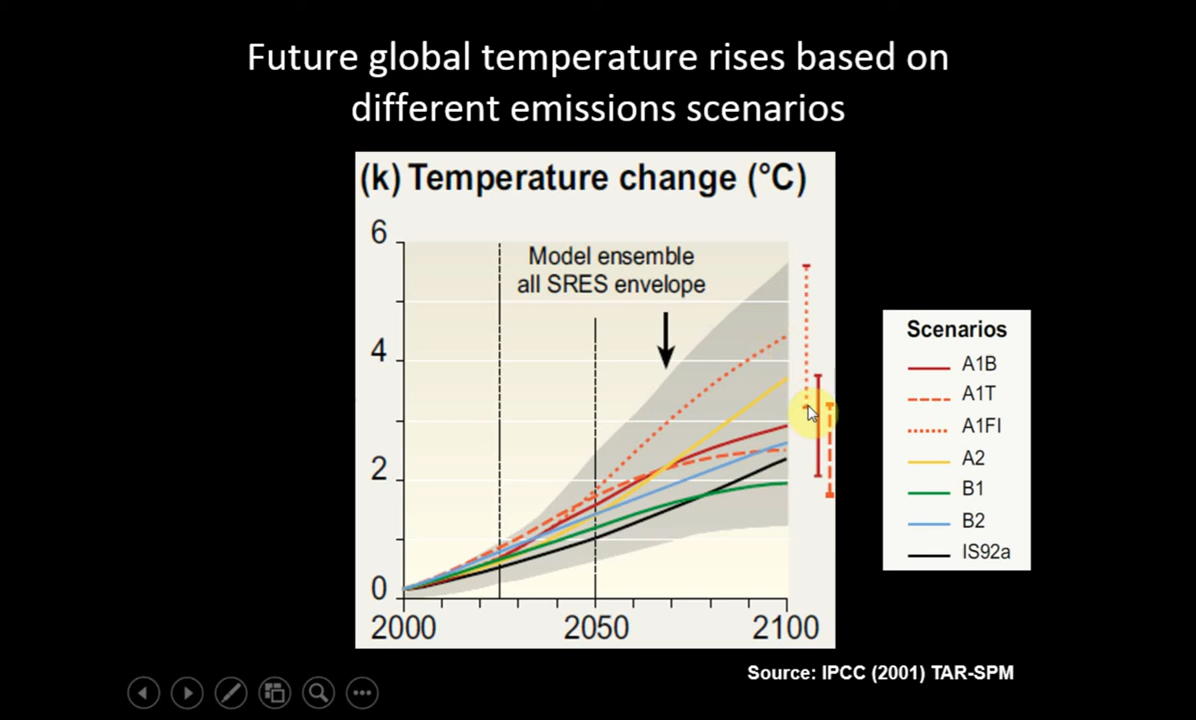 Future global temperature rises based on
different emissions scenarios
(k) Temperature change (°C)
6
Model ensemble
all SRES envelope
4
2
0
2000
2050
2100
Scenarios
A1B
A1T
A1FI
A2
B1
B2
IS92a
Source: IPCC (2001) TAR-SPM